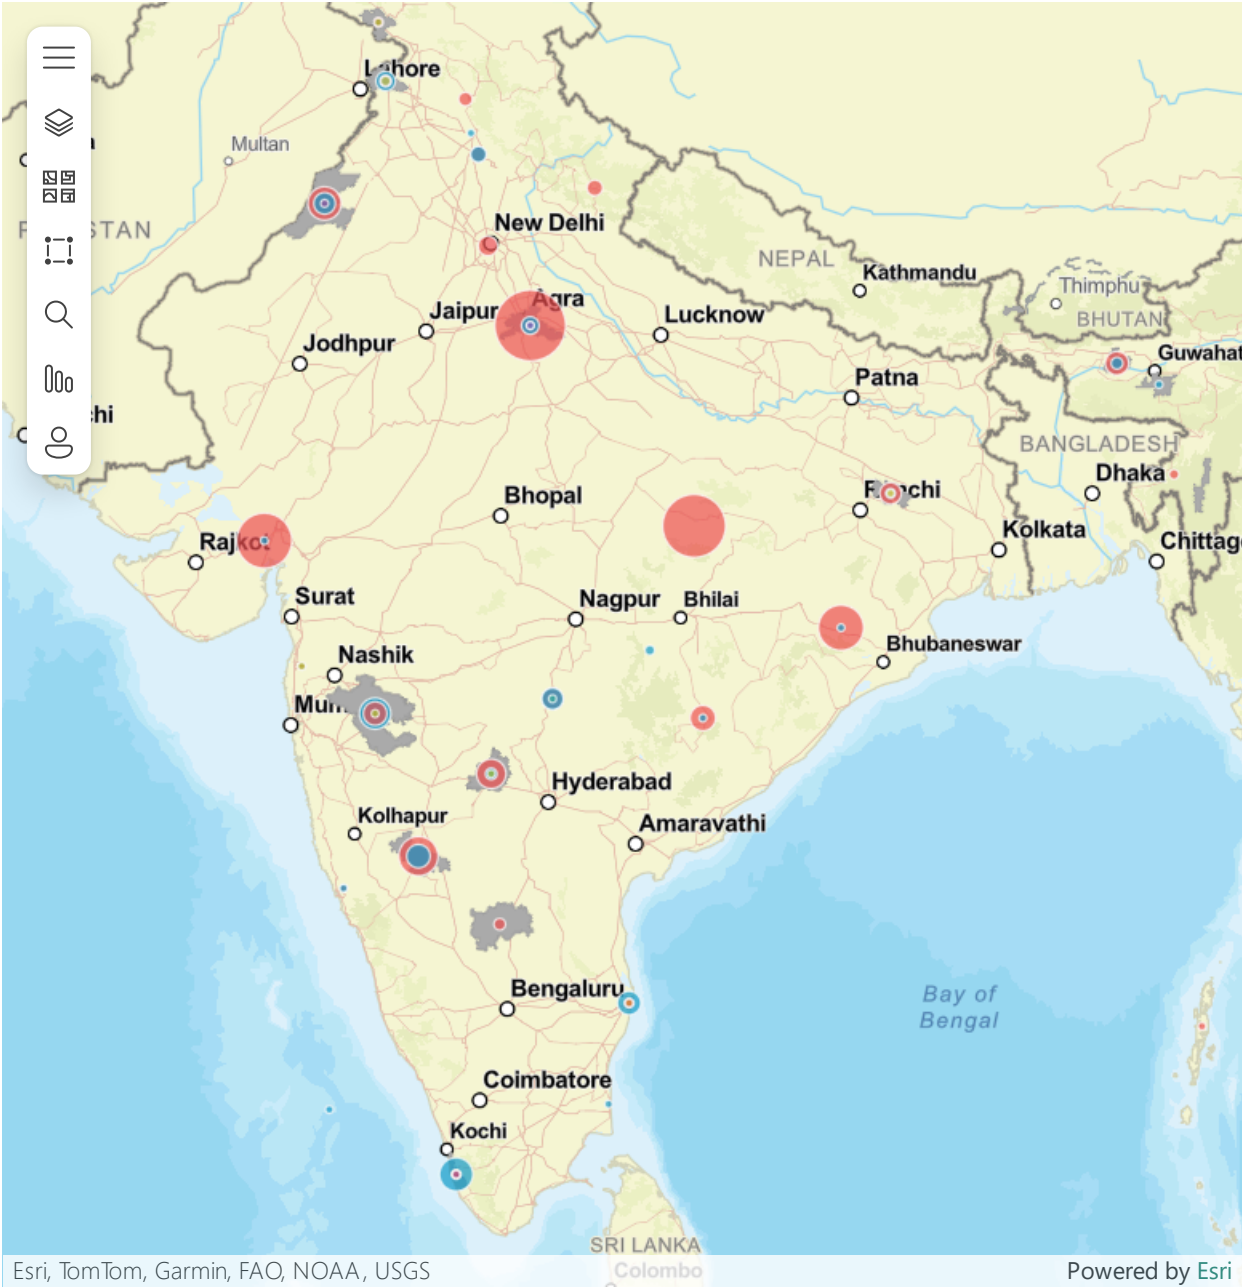 Lahore
Multan
New Delhi
NEPAL
Kathmandu
Thimphu
BHUTAN
Agra
Jaipur
Lucknow
Jodhpur
Guwahat
Patna
BANGLADESH
Dhaka
Bhopal
Ranchi
Rajkot
Kolkata
Chittag
Surat
Nagpur
Bhilai
Bhubaneswar
Nashik
Mum
Hyderabad
Kolhapur
Amaravathi
Bengaluru
Bay of
Bengal
Coimbatore
Kochi
SRI LANKA
Colombo
Esri, TomTom, Garmin, FAO, NOAA, USGS
Powered by Esri